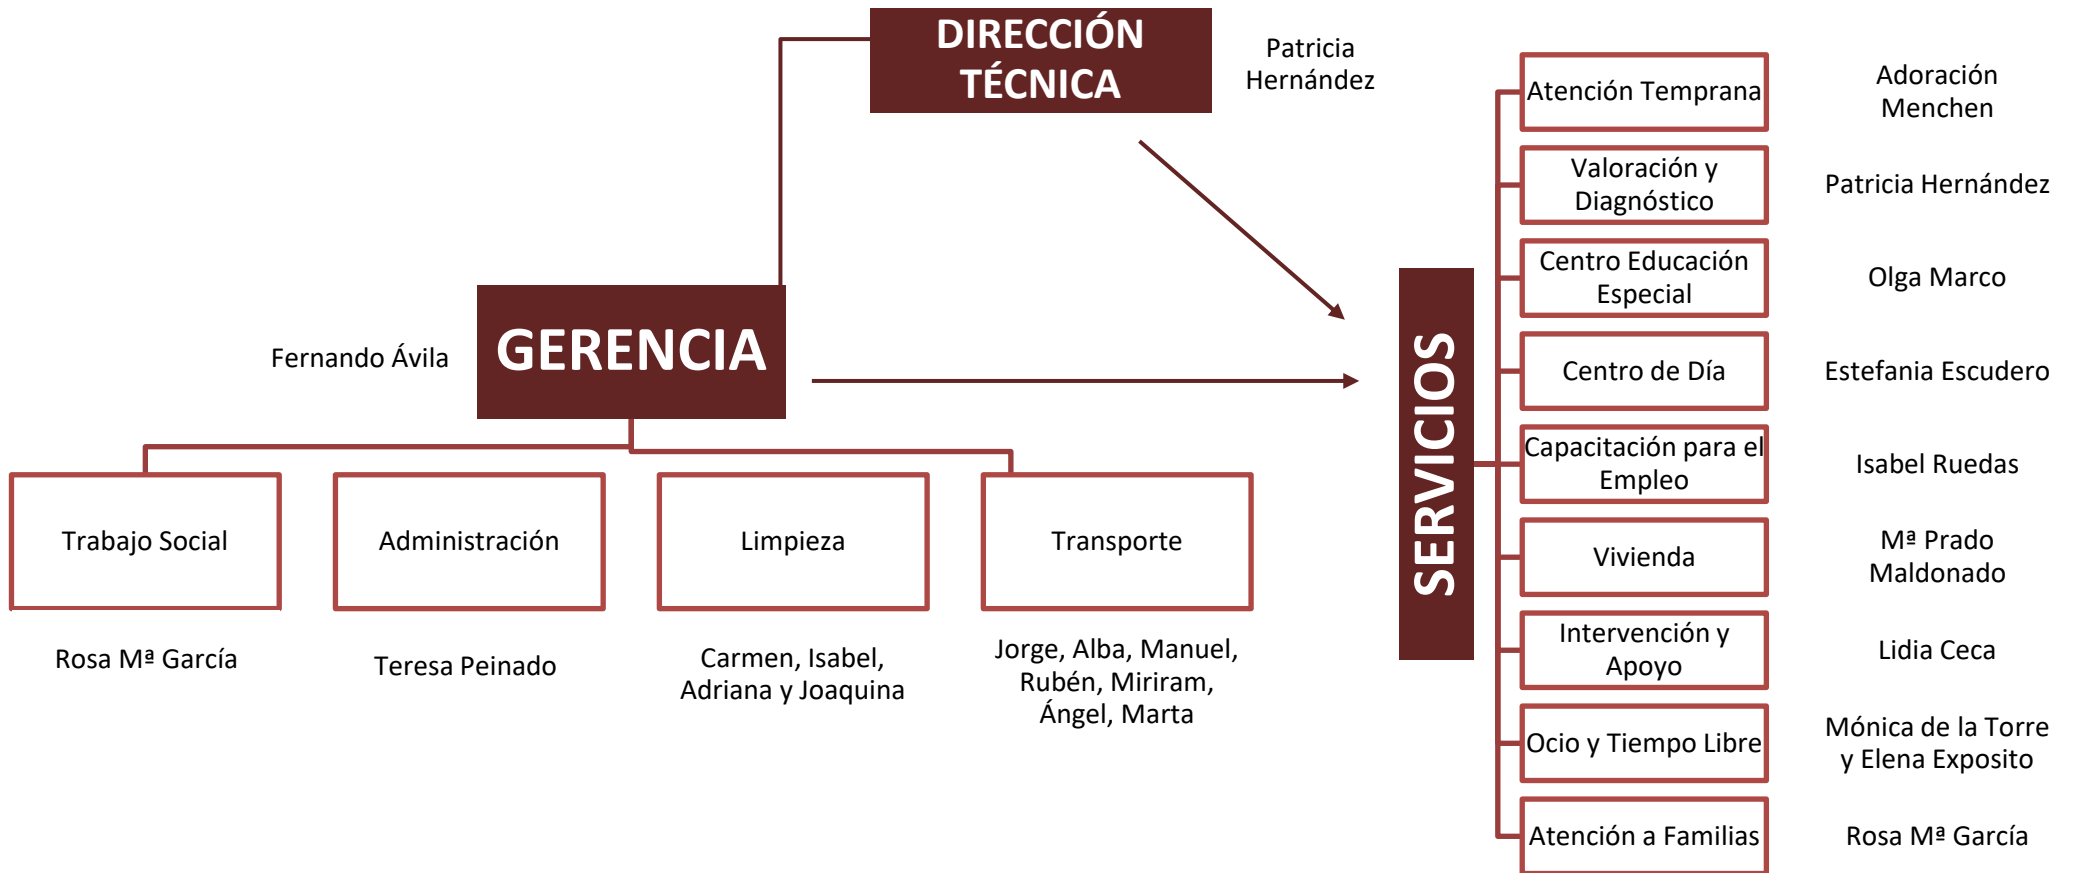 DIRECCIÓN
TÉCNICA
Patricia
Hernández
Fernando Ávila
GERENCIA
Trabajo Social
Administración
Limpieza
Transporte
Rosa Mª García
Teresa Peinado
Carmen, Isabel,
Adriana y Joaquina
Jorge, Alba, Manuel,
Rubén, Miriram,
Ángel, Marta
SERVICIOS
Atención Temprana
Adoración
Menchen
Valoración y
Diagnóstico
Patricia Hernández
Centro Educación
Especial
Olga Marco
Centro de Día
Estefania Escudero
Capacitación para el
Empleo
Isabel Ruedas
Vivienda
Mª Prado
Maldonado
Intervención y
Apoyo
Lidia Ceca
Ocio y Tiempo Libre
Mónica de la Torre
y Elena Exposito
Atención a Familias
Rosa Mª García